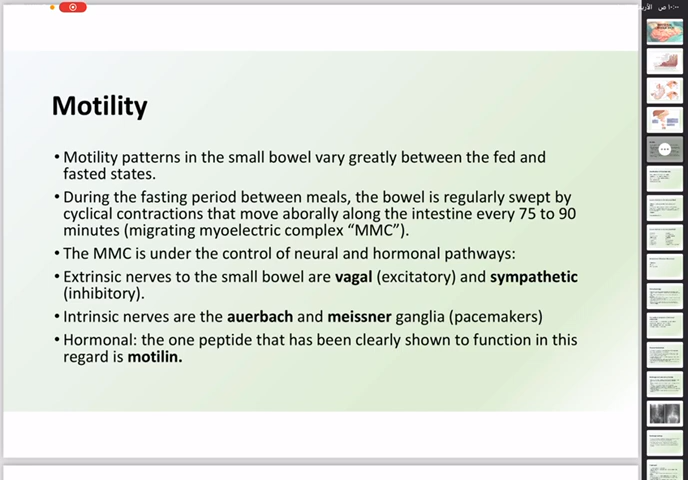 ١٠:٠٠ ص
Motility
• Motility patterns in the small bowel vary greatly between the fed and
fasted states.
• During the fasting period between meals, the bowel is regularly swept by
cyclical contractions that move aborally along the intestine every 75 to 90
minutes (migrating myoelectric complex “MMC”).
• The MMC is under the control of neural and hormonal pathways:
• Extrinsic nerves to the small bowel are vagal (excitatory) and sympathetic
(inhibitory).
• Intrinsic nerves are the auerbach and meissner ganglia (pacemakers)
• Hormonal: the one peptide that has been clearly shown to function in this
regard is motilin.